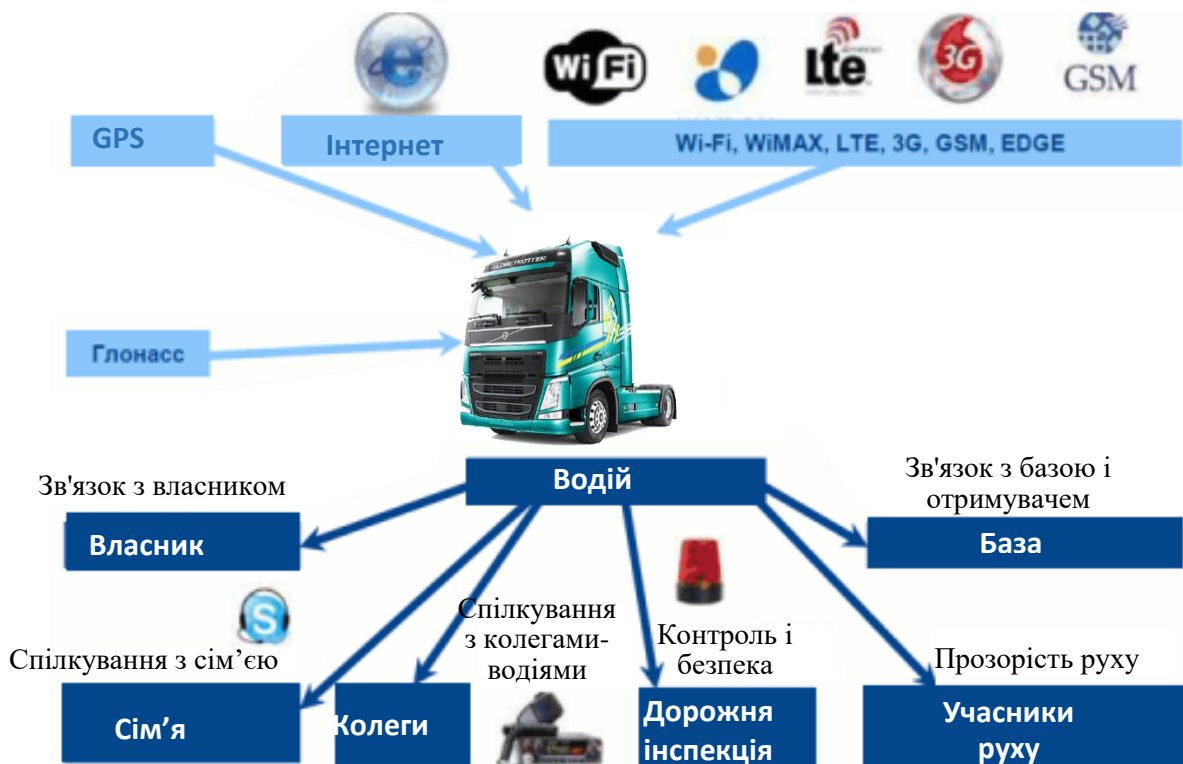 Wi Fi
Lte
3G
GSM
GPS
Інтернет
Wi-Fi, WiMAX, LTE, 3G, GSM, EDGE
GLOBETROTTER
Глонасс
Водій
Зв'язок з власником
Зв'язок з базою і
отримувачем
Власник
База
S
Спілкування
з колегами-
водіями
Контроль і
безпека
Спілкування з сім’єю
Прозорість руху
Сім’я
Колеги
Дорожня
інспекція
Учасники
руху